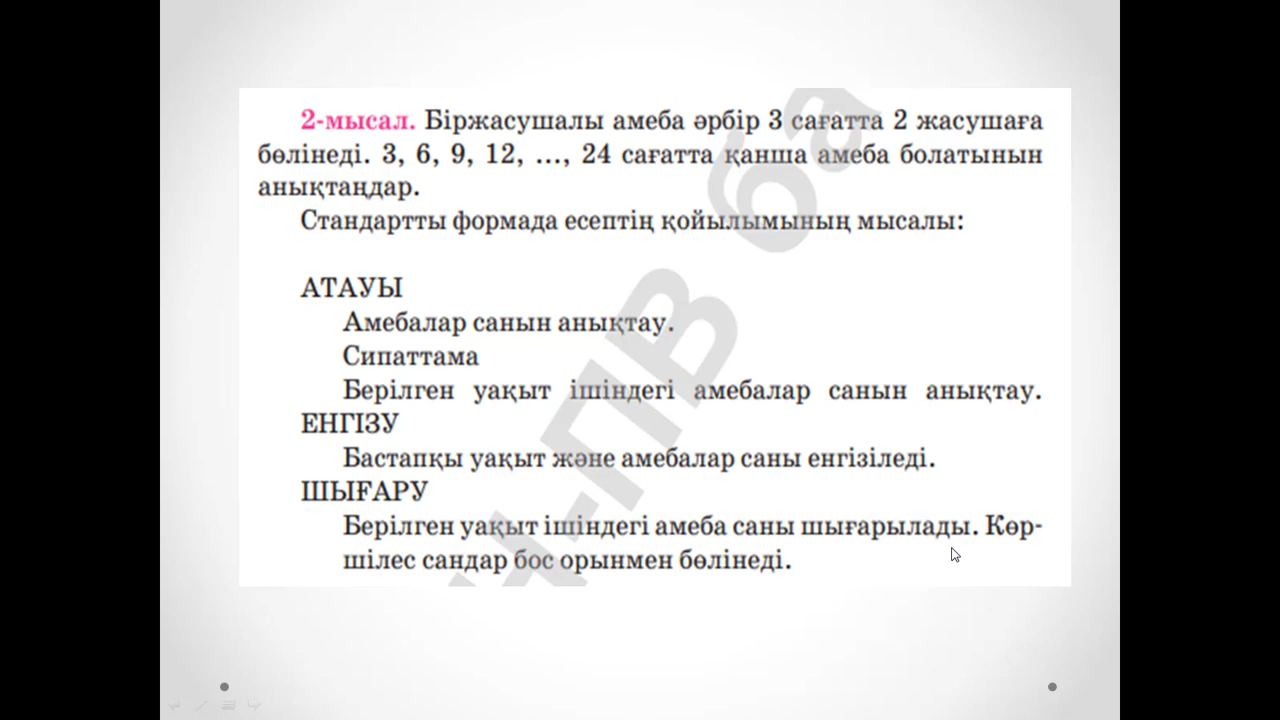 2-мысал. Біржасушалы амеба әрбір 3 сағатта 2 жасушаға
бөлінеді. 3, 6, 9, 12, ..., 24 сағатта қанша амеба болатынын
анықтаңдар.
Стандартты формада есептің қойылымының мысалы:
АТАУЫ
Амебалар санын анықтау.
Сипаттама
Берілген уақыт ішіндегі амебалар санын анықтау.
ЕНГІЗУ
Бастапқы уақыт және амебалар саны енгізіледі.
ШЫҒАРУ
Берілген уақыт ішіндегі амеба саны шығарылады. Көр-
шілес сандар бос орынмен бөлінеді.